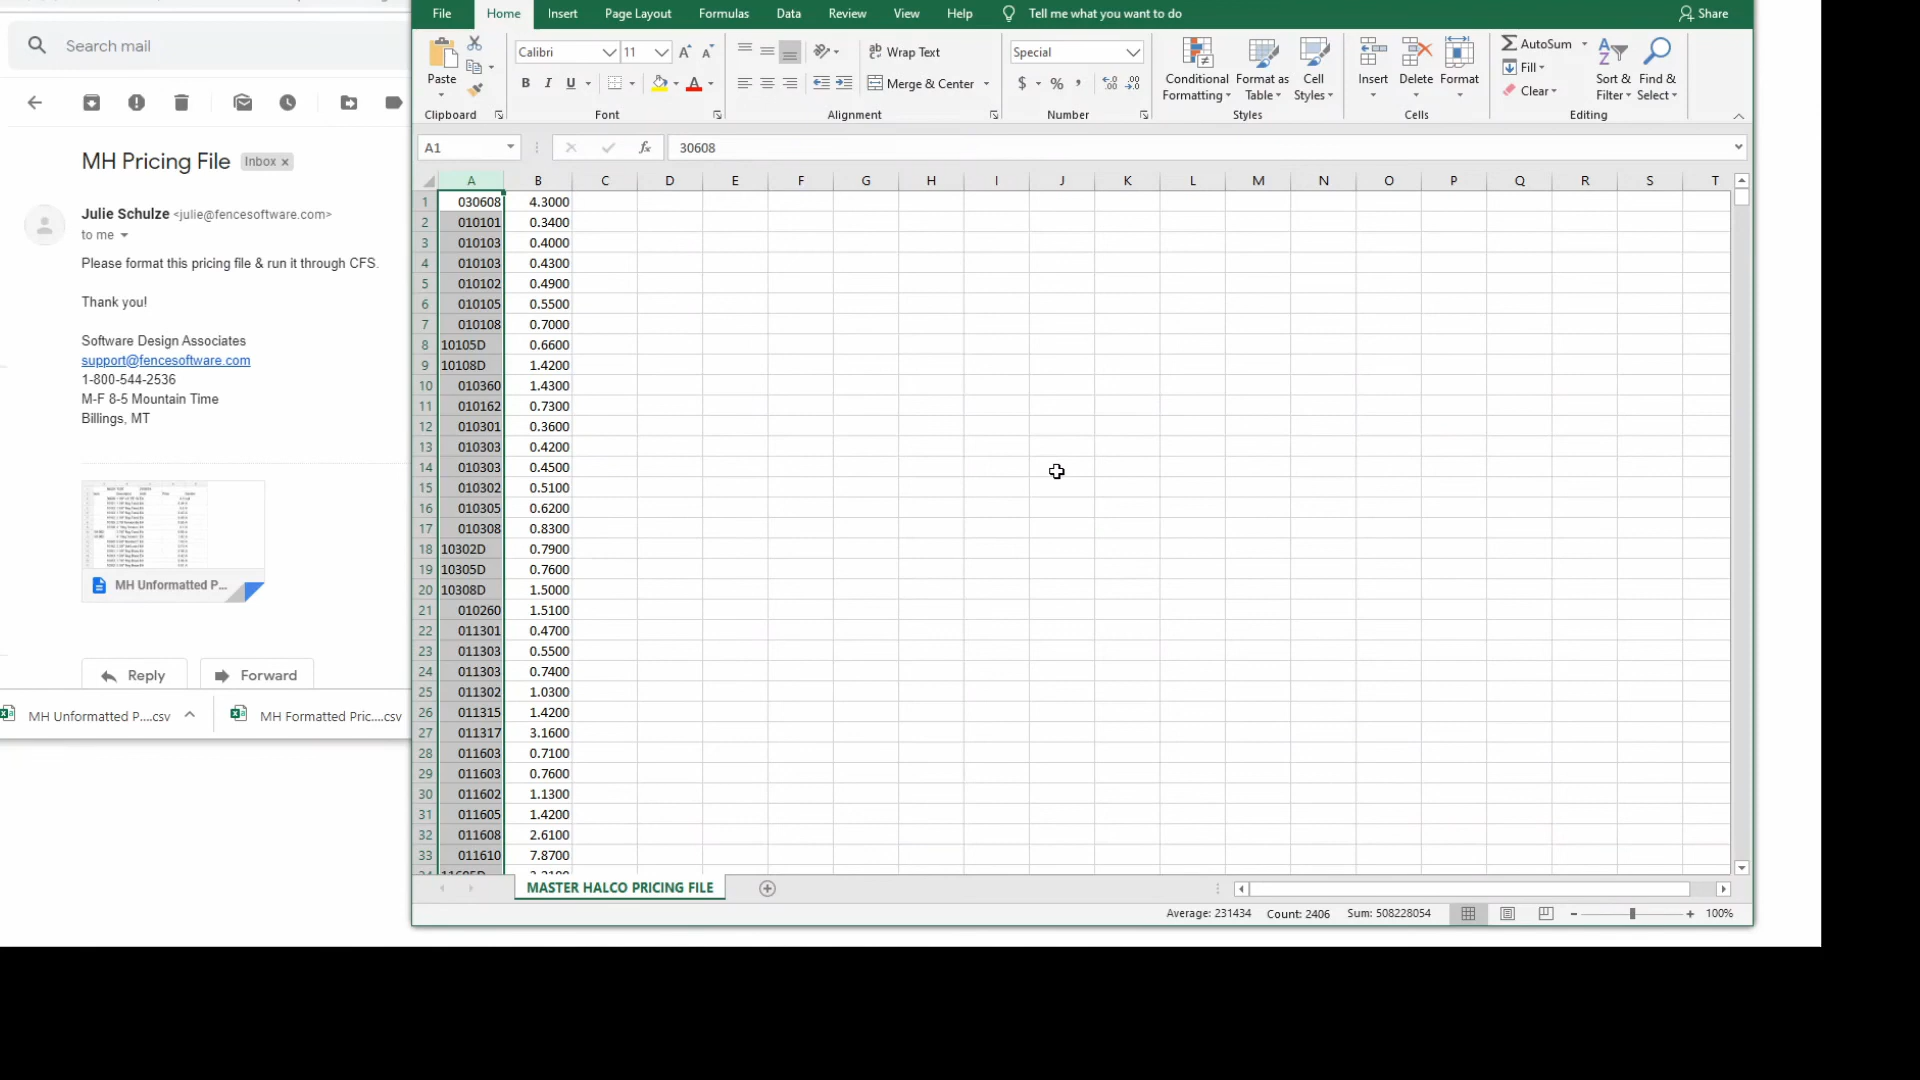 Search mail
MH Pricing File Inbox ×
Julie Schulze <julie@fencesoftware.com>
to me
Please format this pricing file & run it through CFS.
Thank you!
Software Design Associates
support@fencesoftware.com
1-800-544-2536
M-F 8-5 Mountain Time
Billings, MT
MH Unformatted P...
Reply Forward
MH Unformatted P....csv MH Formatted Pric....csv
File Home Insert Page Layout Formulas Data Review View Help Tell me what you want to do Share
Paste
Clipboard
Calibri 11
B I U A
Font
Wrap Text
Merge & Center
Alignment
Special
$ % ,
Number
Conditional Formatting
Format as Table
Cell Styles
Styles
Insert Delete Format
Cells
AutoSum
Fill
Clear
Sort & Filter
Find & Select
Editing
A1 fx 30608
A B C D E F G H I J K L M N O P Q R S T
1 030608 4.3000
2 010101 0.3400
3 010103 0.4000
4 010103 0.4300
5 010102 0.4900
6 010105 0.5500
7 010108 0.7000
8 10105D 0.6600
9 10108D 1.4200
10 010360 1.4300
11 010162 0.7300
12 010301 0.3600
13 010303 0.4200
14 010303 0.4500
15 010302 0.5100
16 010305 0.6200
17 010308 0.8300
18 10302D 0.7900
19 10305D 0.7600
20 10308D 1.5000
21 010260 1.5100
22 011301 0.4700
23 011303 0.5500
24 011303 0.7400
25 011302 1.0300
26 011315 1.4200
27 011317 3.1600
28 011603 0.7100
29 011603 0.7600
30 011602 1.1300
31 011605 1.4200
32 011608 2.6100
33 011610 7.8700
MASTER HALCO PRICING FILE
Average: 231434 Count: 2406 Sum: 508228054 100%